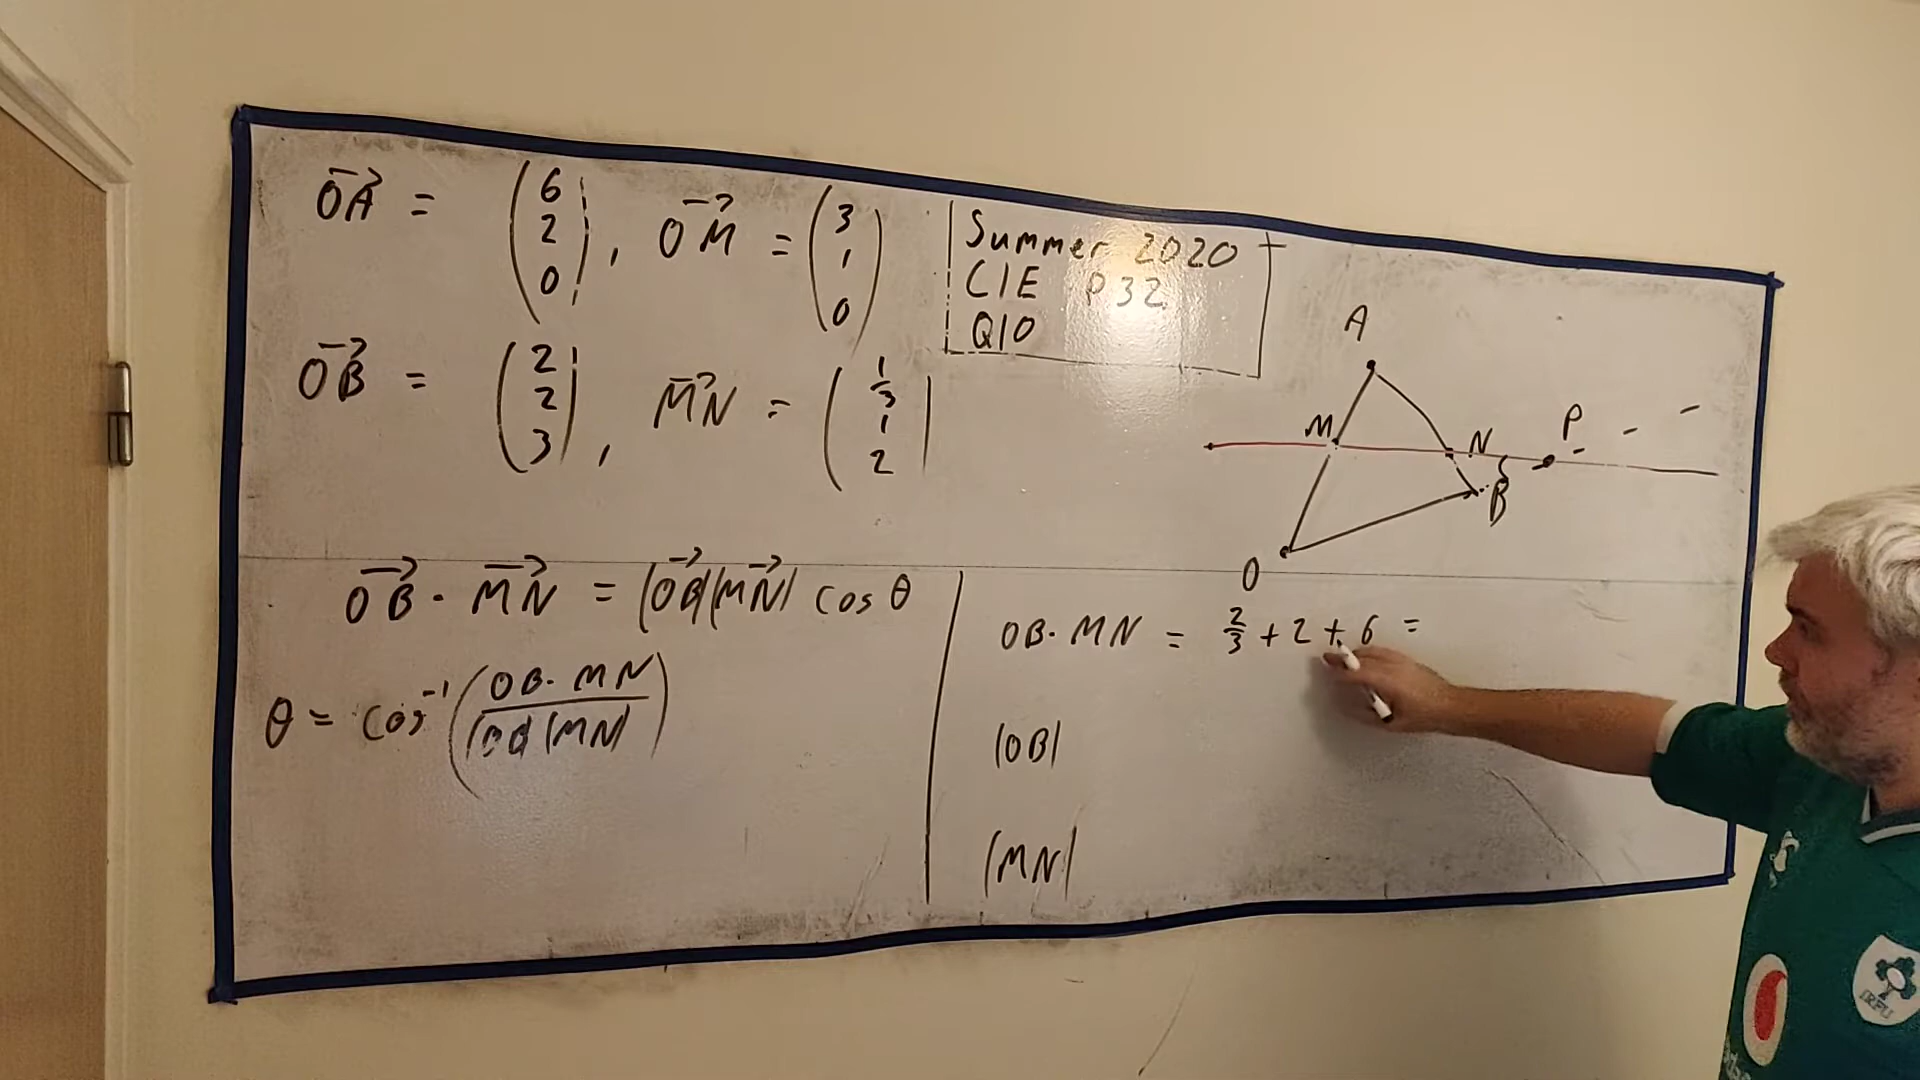 OA = (6 2 0), OM = (3 1 0)
OB = (2 2 3), MN = (1/3 1 2)
Summer 2020
CIE P32
Q10
A
M N P
B
O
OB · MN = |OB||MN| cos θ
θ = cos⁻¹(OB · MN / |OB||MN|)
OB · MN = 2/3 + 2 + 6 =
|OB|
|MN|
IRFU